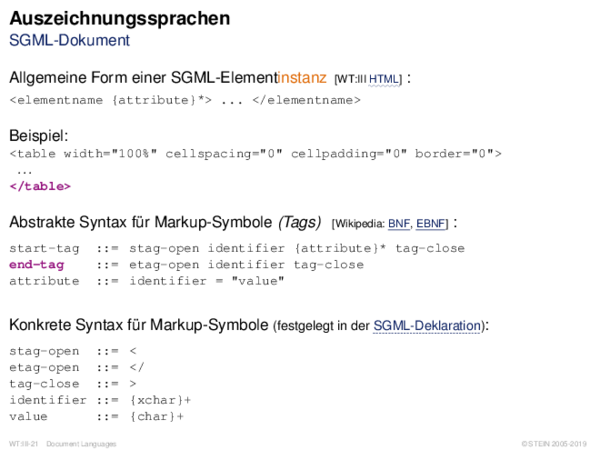 Auszeichnungssprachen
SGML-Dokument
Allgemeine Form einer SGML-Elementinstanz [WT:III HTML] :
<elementname {attribute}*> ... </elementname>
Beispiel:
<table width="100%" cellspacing="0" cellpadding="0" border="0">
...
</table>
Abstrakte Syntax für Markup-Symbole (Tags) [Wikipedia: BNF, EBNF] :
start-tag ::= stag-open identifier {attribute}* tag-close
end-tag ::= etag-open identifier tag-close
attribute ::= identifier = "value"
Konkrete Syntax für Markup-Symbole (festgelegt in der SGML-Deklaration):
stag-open ::= <
etag-open ::= </
tag-close ::= >
identifier ::= {xchar}+
value ::= {char}+
WT:II-21 Document Languages © STEIN 2005-2019